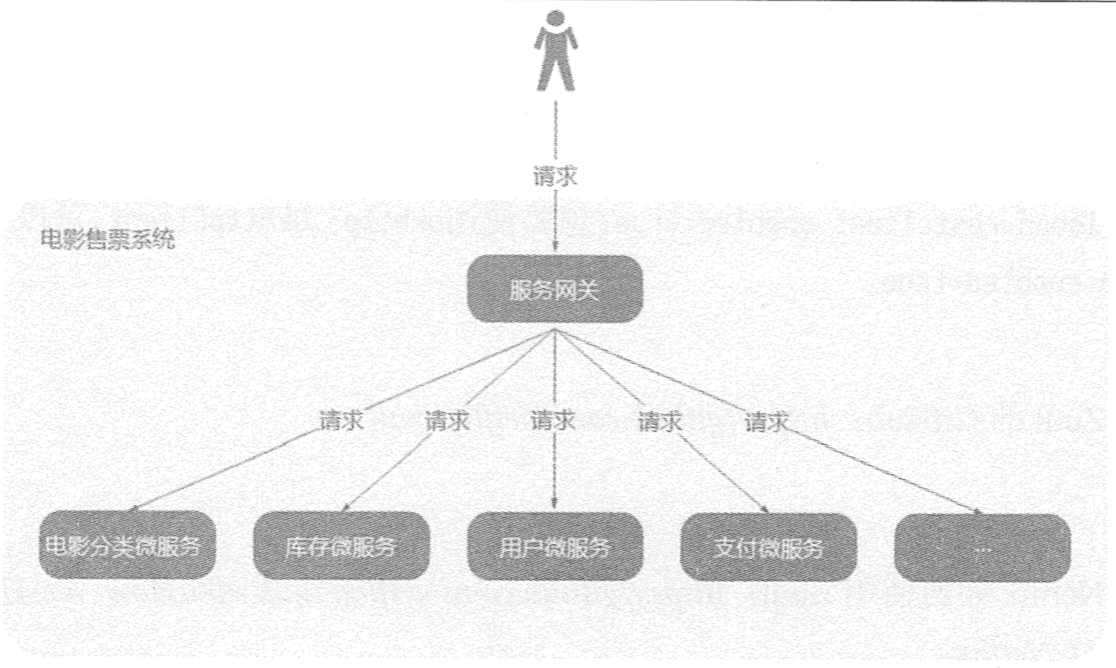 请求
电影售票系统
服务网关
请求 请求 请求 请求 请求
电影分类微服务 库存微服务 用户微服务 支付微服务 ...